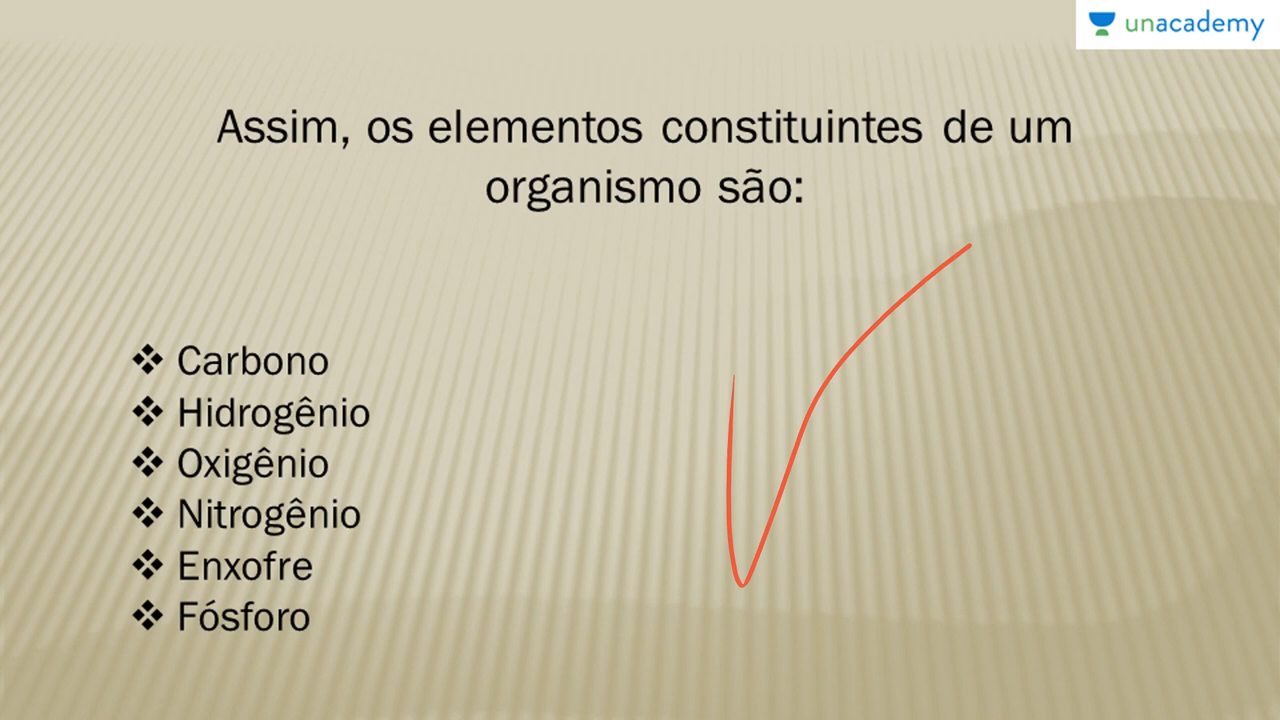 unacademy
Assim, os elementos constituintes de um
organismo são:
Carbono
Hidrogênio
Oxigênio
Nitrogênio
Enxofre
Fósforo